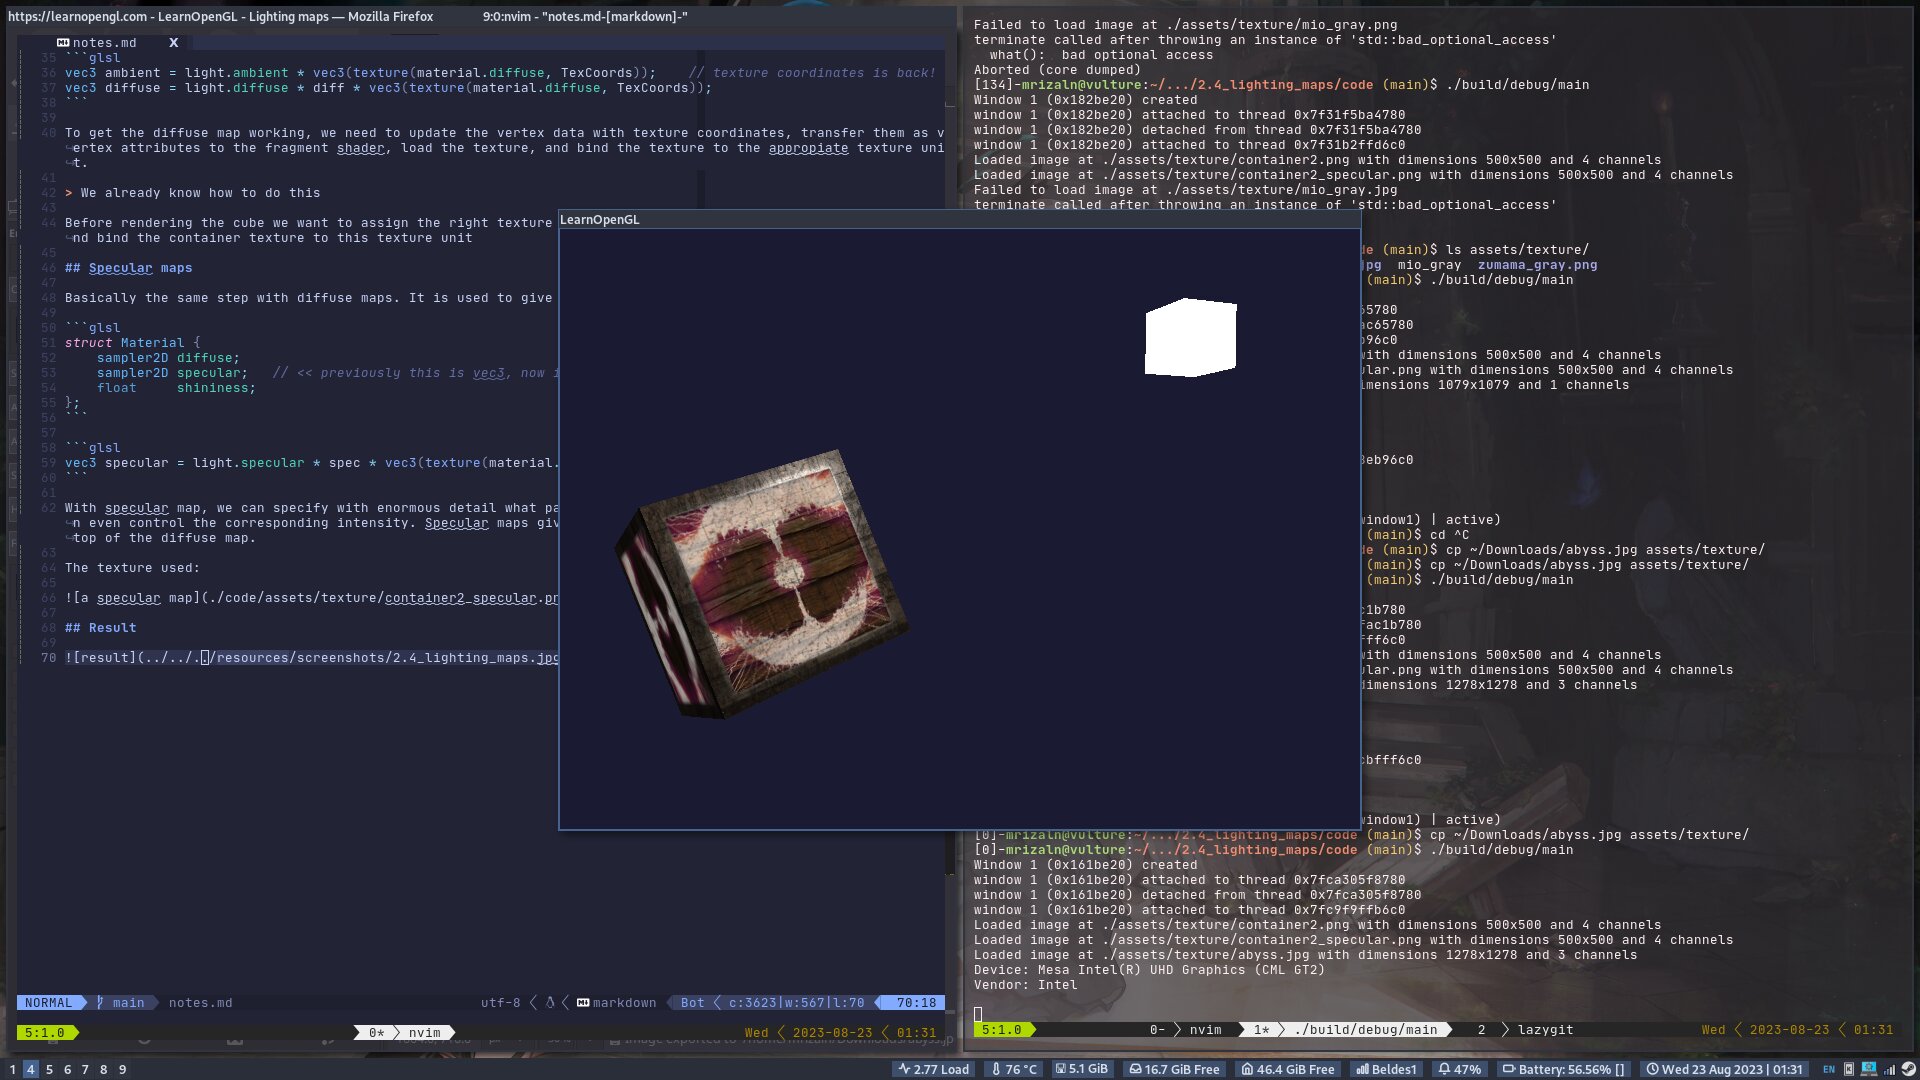 https://learnopengl.com - LearnOpenGL - Lighting maps — Mozilla Firefox
9:0:nvim - "notes.md-[markdown]-"
notes.md X
35 ```glsl
36 vec3 ambient = light.ambient * vec3(texture(material.diffuse, TexCoords)); // texture coordinates is back!
37 vec3 diffuse = light.diffuse * diff * vec3(texture(material.diffuse, TexCoords));
38 ```
39
40 To get the diffuse map working, we need to update the vertex data with texture coordinates, transfer them as v
ertex attributes to the fragment shader, load the texture, and bind the texture to the appropiate texture uni
t.
41
42 > We already know how to do this
43
44 Before rendering the cube we want to assign the right texture
nd bind the container texture to this texture unit
45
46 ## Specular maps
47
48 Basically the same step with diffuse maps. It is used to give
49
50 ```glsl
51 struct Material {
52 sampler2D diffuse;
53 sampler2D specular; // << previously this is vec3, now i
54 float shininess;
55 };
56 ```
57
58 ```glsl
59 vec3 specular = light.specular * spec * vec3(texture(material.
60 ```
61
62 With specular map, we can specify with enormous detail what pa
n even control the corresponding intensity. Specular maps giv
top of the diffuse map.
63
64 The texture used:
65
66 ![a specular map](./code/assets/texture/container2_specular.pn
67
68 ## Result
69
70 ![result](../../../resources/screenshots/2.4_lighting_maps.jpg
NORMAL main notes.md utf-8 markdown Bot c:3623|w:567|l:70 70:18
5:1.0 0* nvim Wed 2023-08-23 01:31
LearnOpenGL
Failed to load image at ./assets/texture/mio_gray.png
terminate called after throwing an instance of 'std::bad_optional_access'
what(): bad optional access
Aborted (core dumped)
[134]-mrizaln@vulture:~/.../2.4_lighting_maps/code (main)$ ./build/debug/main
Window 1 (0x182be20) created
window 1 (0x182be20) attached to thread 0x7f31f5ba4780
window 1 (0x182be20) detached from thread 0x7f31f5ba4780
window 1 (0x182be20) attached to thread 0x7f31b2ffd6c0
Loaded image at ./assets/texture/container2.png with dimensions 500x500 and 4 channels
Loaded image at ./assets/texture/container2_specular.png with dimensions 500x500 and 4 channels
Failed to load image at ./assets/texture/mio_gray.jpg
terminate called after throwing an instance of 'std::bad_optional_access'
de (main)$ ls assets/texture/
jpg mio_gray zumama_gray.png
(main)$ ./build/debug/main
65780
ac65780
b96c0
with dimensions 500x500 and 4 channels
lar.png with dimensions 500x500 and 4 channels
imensions 1079x1079 and 1 channels
8eb96c0
window1) | active)
(main)$ cd ^C
de (main)$ cp ~/Downloads/abyss.jpg assets/texture/
(main)$ cp ~/Downloads/abyss.jpg assets/texture/
(main)$ ./build/debug/main
c1b780
fac1b780
fff6c0
with dimensions 500x500 and 4 channels
lar.png with dimensions 500x500 and 4 channels
dimensions 1278x1278 and 3 channels
cbfff6c0
window1) | active)
[0]-mrizaln@vulture:~/.../2.4_lighting_maps/code (main)$ cp ~/Downloads/abyss.jpg assets/texture/
[0]-mrizaln@vulture:~/.../2.4_lighting_maps/code (main)$ ./build/debug/main
Window 1 (0x161be20) created
window 1 (0x161be20) attached to thread 0x7fca305f8780
window 1 (0x161be20) detached from thread 0x7fca305f8780
window 1 (0x161be20) attached to thread 0x7fc9f9ffb6c0
Loaded image at ./assets/texture/container2.png with dimensions 500x500 and 4 channels
Loaded image at ./assets/texture/container2_specular.png with dimensions 500x500 and 4 channels
Loaded image at ./assets/texture/abyss.jpg with dimensions 1278x1278 and 3 channels
Device: Mesa Intel(R) UHD Graphics (CML GT2)
Vendor: Intel
5:1.0 0- nvim 1* ./build/debug/main 2 lazygit Wed 2023-08-23 01:31
1 4 5 6 7 8 9
2.77 Load 76 °C 5.1 GiB 16.7 GiB Free 46.4 GiB Free Beldes1 47% Battery: 56.56% [] Wed 23 Aug 2023 | 01:31 EN